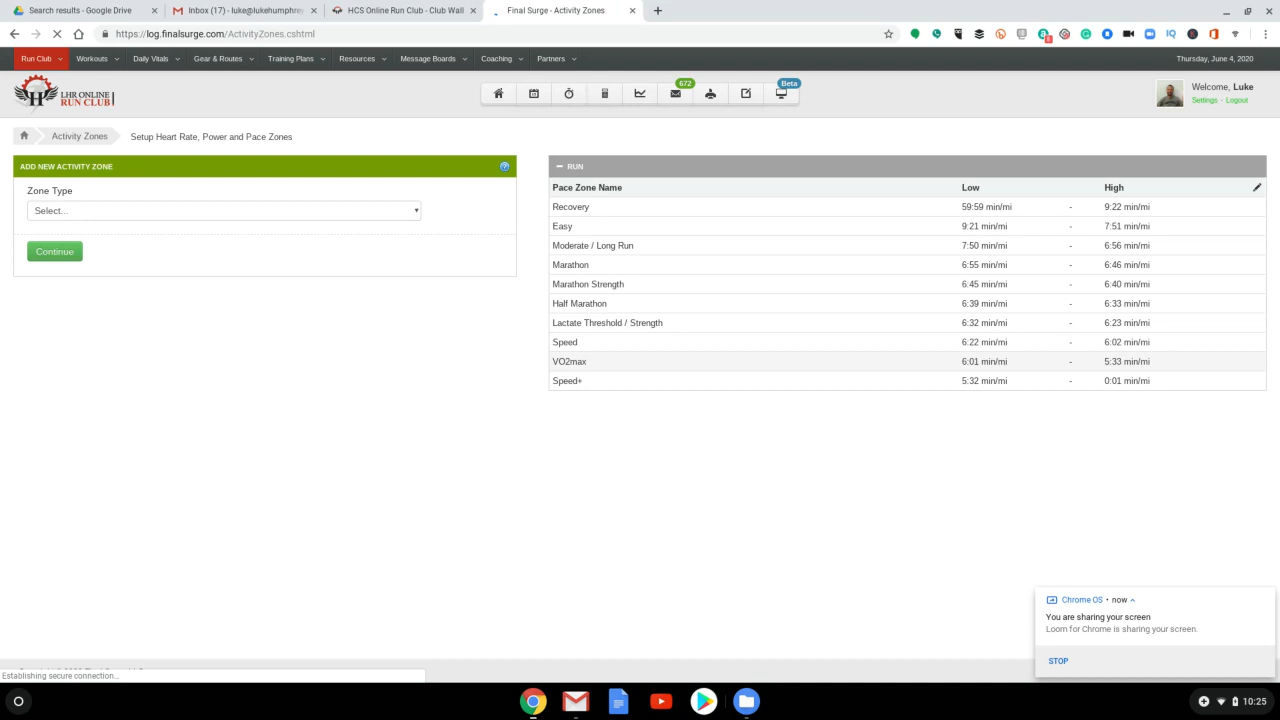 Search results - Google Drive
Inbox (17) - luke@lukehumphrey
HCS Online Run Club - Club Wall
Final Surge - Activity Zones
https://log.finalsurge.com/ActivityZones.cshtml
Run Club Workouts Daily Vitals Gear & Routes Training Plans Resources Message Boards Coaching Partners Thursday, June 4, 2020
LHR ONLINE
RUN CLUB
672
Beta
Welcome, Luke
Settings - Logout
Activity Zones Setup Heart Rate, Power and Pace Zones
ADD NEW ACTIVITY ZONE
Zone Type
Select...
Continue
RUN
Pace Zone Name Low High
Recovery 59:59 min/mi - 9:22 min/mi
Easy 9:21 min/mi - 7:51 min/mi
Moderate / Long Run 7:50 min/mi - 6:56 min/mi
Marathon 6:55 min/mi - 6:46 min/mi
Marathon Strength 6:45 min/mi - 6:40 min/mi
Half Marathon 6:39 min/mi - 6:33 min/mi
Lactate Threshold / Strength 6:32 min/mi - 6:23 min/mi
Speed 6:22 min/mi - 6:02 min/mi
VO2max 6:01 min/mi - 5:33 min/mi
Speed+ 5:32 min/mi - 0:01 min/mi
Chrome OS • now
You are sharing your screen
Loom for Chrome is sharing your screen.
STOP
Establishing secure connection...
10:25